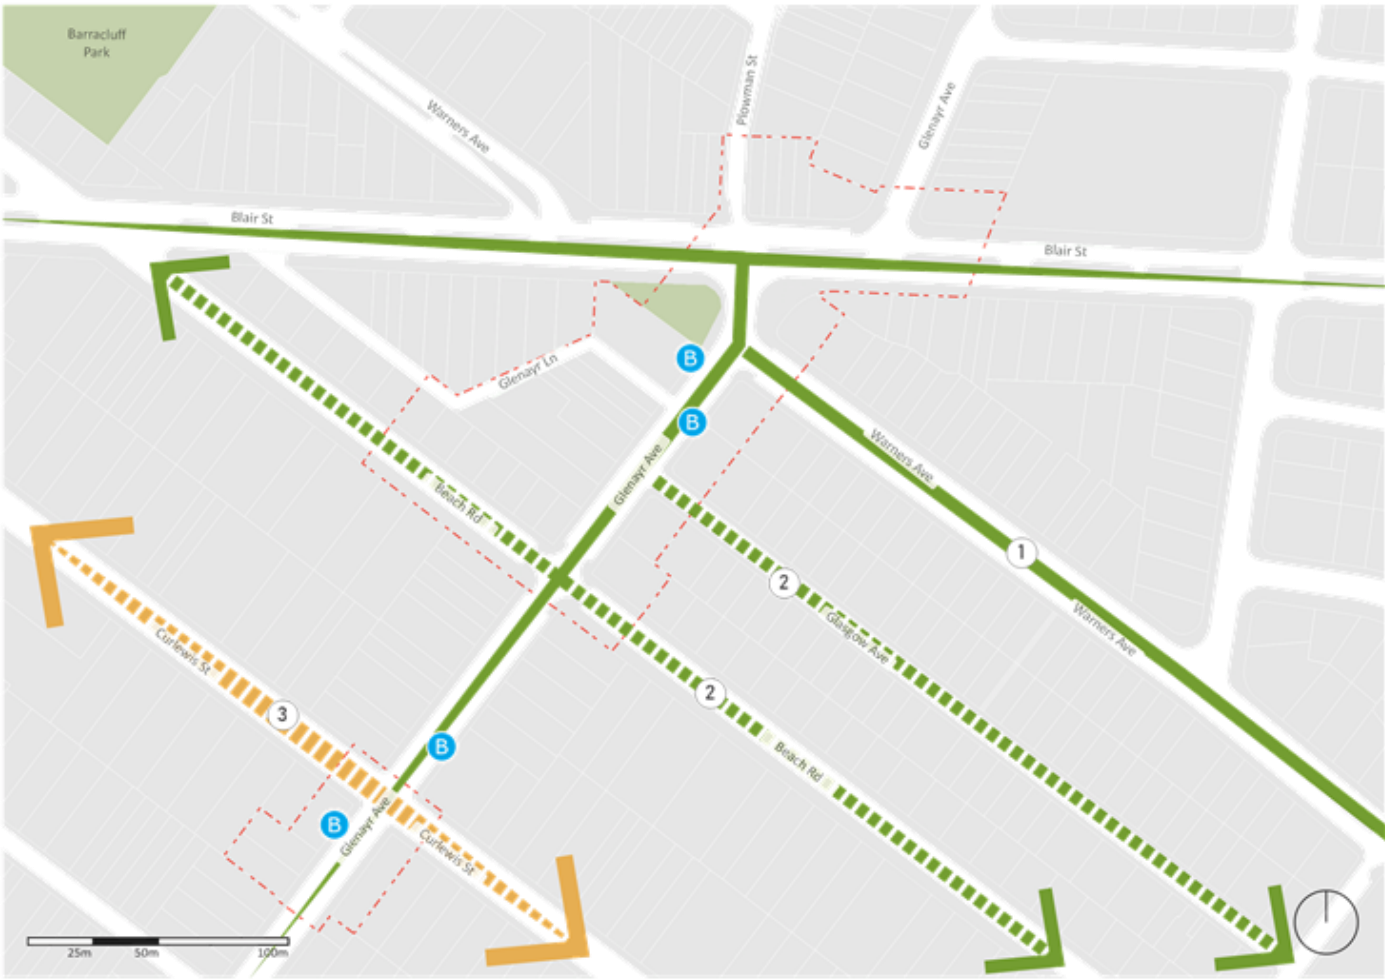 Barracluff
Park
Warners Ave
Plowman St
Glenayr Ave
Blair St
Blair St
Glenayr Ln
B
B
Glenayr Ave
Warners Ave
Beach Rd
1
2
Glasgow Ave
Warners Ave
Curlewis St
2
3
B
Beach Rd
B
Glenayr Ave
Curlewis St
25m 50m 100m